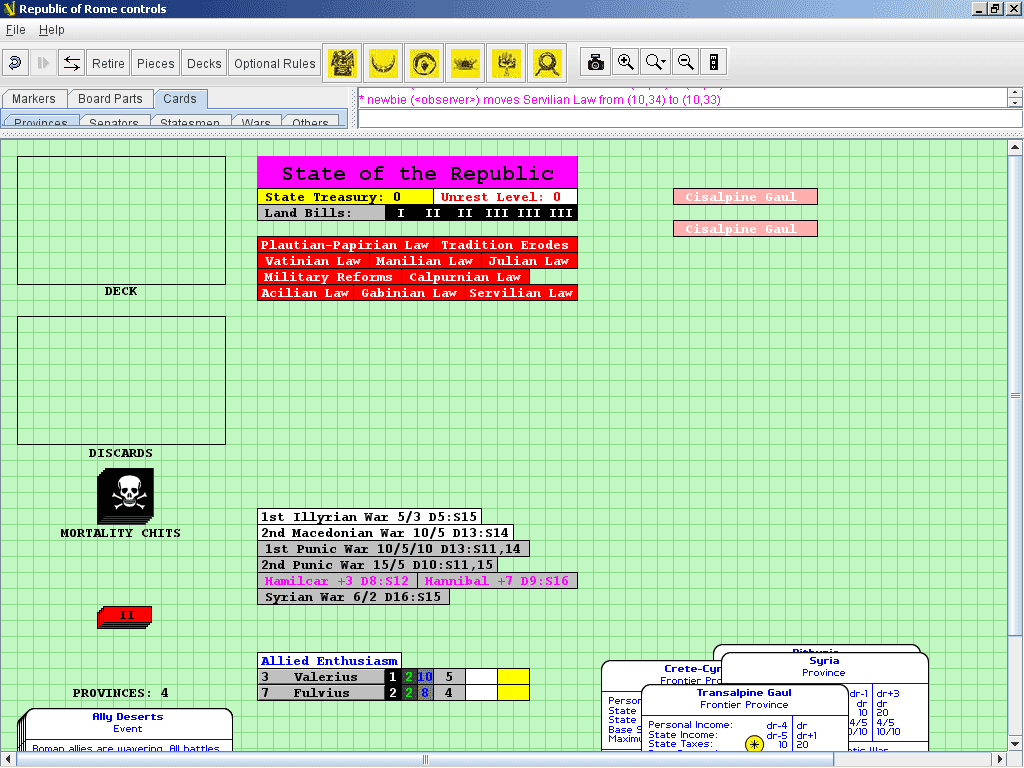 Republic of Rome controls
File Help
Retire Pieces Decks Optional Rules
Markers Board Parts Cards
* newbie (<observer>) moves Servilian Law from (10,34) to (10,33)
Provinces Senators Statesmen Wars Others
State of the Republic
State Treasury: 0 Unrest Level: 0
Land Bills: I II II III III III
Cisalpine Gaul
Cisalpine Gaul
Plautian-Papirian Law Tradition Erodes
Vatinian Law Manilian Law Julian Law
Military Reforms Calpurnian Law
Acilian Law Gabinian Law Servilian Law
DECK
DISCARDS
MORTALITY CHITS
1st Illyrian War 5/3 D5:S15
2nd Macedonian War 10/5 D13:S14
1st Punic War 10/5/10 D13:S11,14
2nd Punic War 15/5 D10:S11,15
Hamilcar +3 D8:S12 Hannibal +7 D9:S16
Syrian War 6/2 D16:S15
II
Allied Enthusiasm
3 Valerius 1 2 10 5
7 Fulvius 2 2 8 4
PROVINCES: 4
Ally Deserts
Event
Roman allies are wavering. All battles
Bithynia
Syria
Province
Crete-Cyr
Frontier Pro
Transalpine Gaul
Frontier Province
Personal Income: dr-4 dr
State Income: dr-5 dr+1
State Taxes: 10 20
Person
State
State
Base S
Maximu
dr-1 dr+3
dr dr
10 20
4/5 4/5
0/10 10/10
tic War